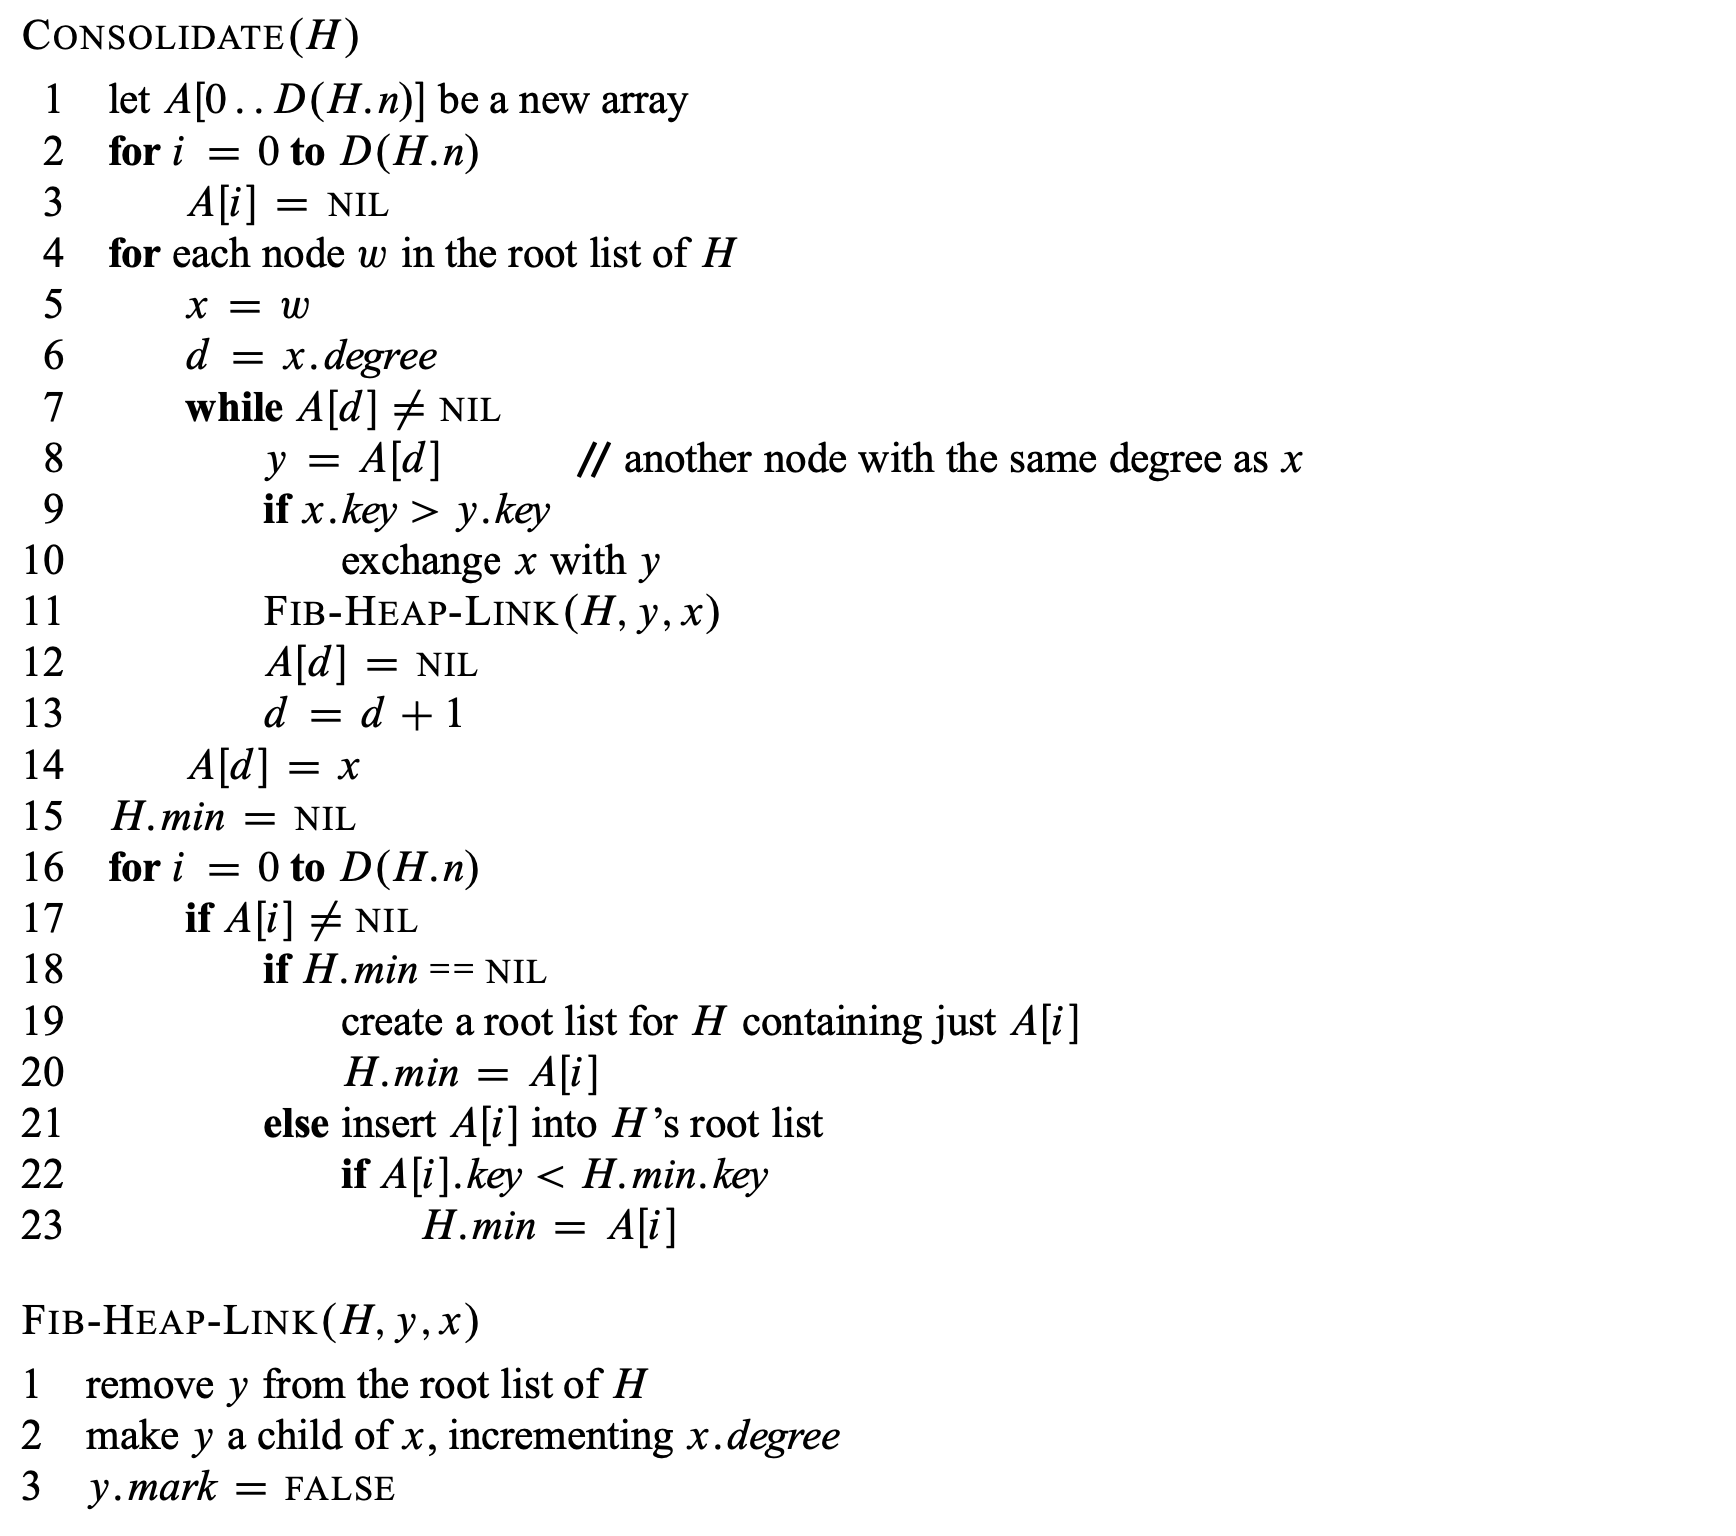 CONSOLIDATE(H)
1 let A[0 . . D(H.n)] be a new array
2 for i = 0 to D(H.n)
3 A[i] = NIL
4 for each node w in the root list of H
5 x = w
6 d = x.degree
7 while A[d] ≠ NIL
8 y = A[d] // another node with the same degree as x
9 if x.key > y.key
10 exchange x with y
11 FIB-HEAP-LINK(H, y, x)
12 A[d] = NIL
13 d = d + 1
14 A[d] = x
15 H.min = NIL
16 for i = 0 to D(H.n)
17 if A[i] ≠ NIL
18 if H.min == NIL
19 create a root list for H containing just A[i]
20 H.min = A[i]
21 else insert A[i] into H’s root list
22 if A[i].key < H.min.key
23 H.min = A[i]
FIB-HEAP-LINK(H, y, x)
1 remove y from the root list of H
2 make y a child of x, incrementing x.degree
3 y.mark = FALSE